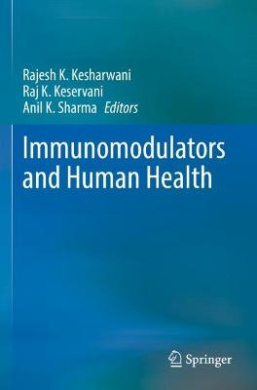 Rajesh K. Kesharwani
Raj K. Keservani
Anil K. Sharma Editors
Immunomodulators
and Human Health
Springer